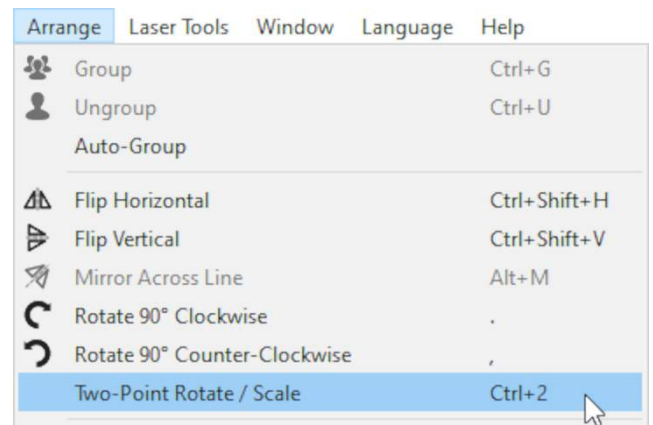 Arrange Laser Tools Window Language Help
Group Ctrl+G
Ungroup Ctrl+U
Auto-Group
Flip Horizontal Ctrl+Shift+H
Flip Vertical Ctrl+Shift+V
Mirror Across Line Alt+M
Rotate 90° Clockwise .
Rotate 90° Counter-Clockwise ,
Two-Point Rotate / Scale Ctrl+2